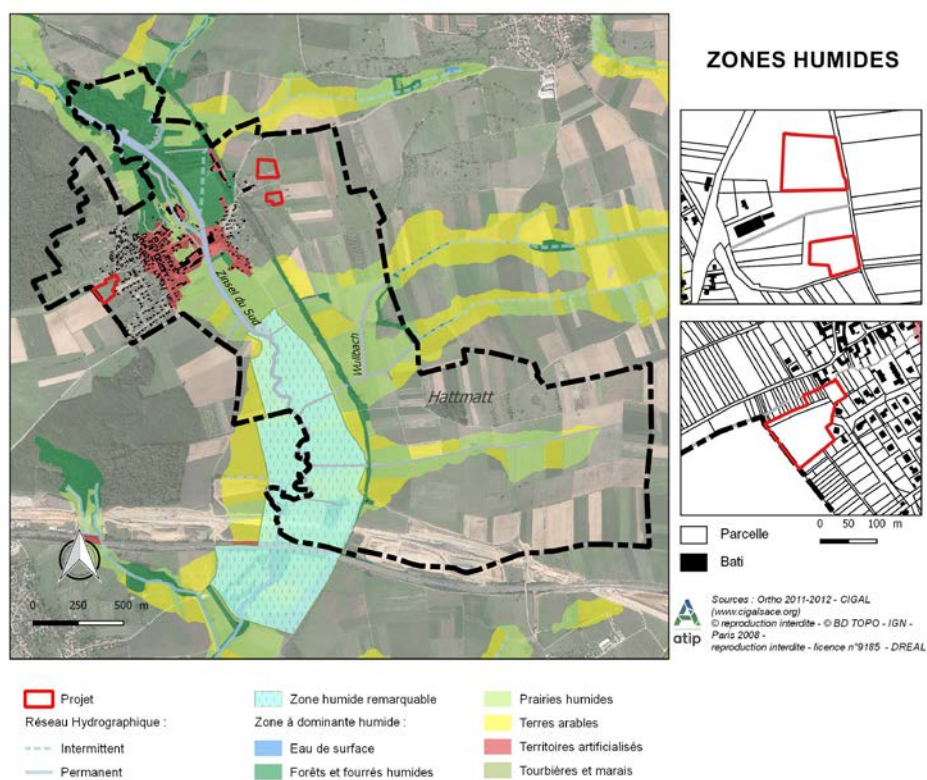 ZONES HUMIDES
Zinsel du Sud
Wullbach
Hattmatt
0 250 500 m
Parcelle
Bati
0 50 100 m
atip
Sources : Ortho 2011-2012 - CIGAL
(www.cigalsace.org)
© reproduction interdite - © BD TOPO - IGN -
Paris 2008 -
reproduction interdite - licence n°9185 - DREAL
Projet
Réseau Hydrographique :
Intermittent
Permanent
Zone humide remarquable
Zone à dominante humide :
Eau de surface
Forêts et fourrés humides
Prairies humides
Terres arables
Territoires artificialisés
Tourbières et marais